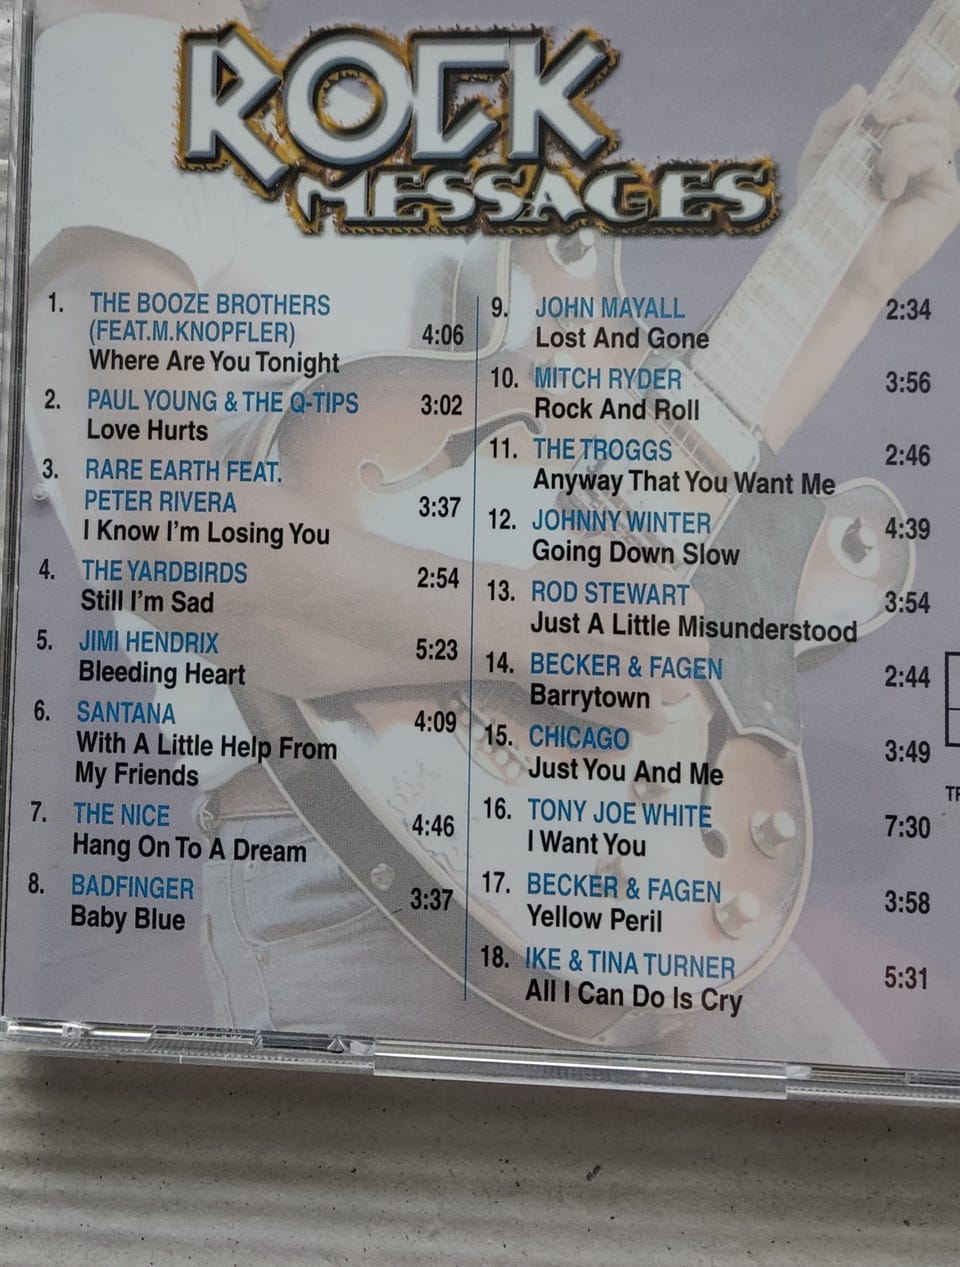 ROCK
MESSAGES
1. THE BOOZE BROTHERS
(FEAT.M.KNOPFLER) 4:06
Where Are You Tonight
2. PAUL YOUNG & THE Q-TIPS 3:02
Love Hurts
3. RARE EARTH FEAT.
PETER RIVERA 3:37
I Know I'm Losing You
4. THE YARDBIRDS 2:54
Still I'm Sad
5. JIMI HENDRIX 5:23
Bleeding Heart
6. SANTANA 4:09
With A Little Help From
My Friends
7. THE NICE 4:46
Hang On To A Dream
8. BADFINGER 3:37
Baby Blue
9. JOHN MAYALL 2:34
Lost And Gone
10. MITCH RYDER 3:56
Rock And Roll
11. THE TROGGS 2:46
Anyway That You Want Me
12. JOHNNY WINTER 4:39
Going Down Slow
13. ROD STEWART 3:54
Just A Little Misunderstood
14. BECKER & FAGEN 2:44
Barrytown
15. CHICAGO 3:49
Just You And Me
16. TONY JOE WHITE 7:30
I Want You
17. BECKER & FAGEN 3:58
Yellow Peril
18. IKE & TINA TURNER 5:31
All I Can Do Is Cry